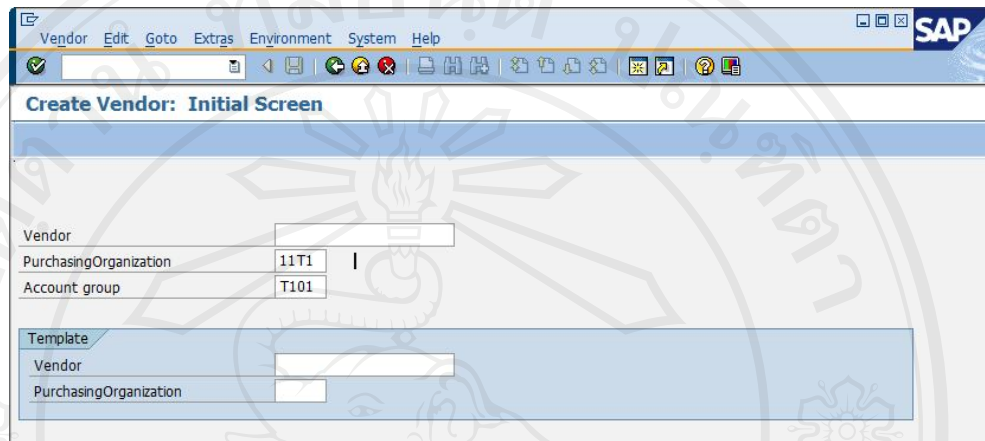 Vendor Edit Goto Extras Environment System Help
SAP
Create Vendor: Initial Screen
Vendor
PurchasingOrganization 11T1
Account group T101
Template
Vendor
PurchasingOrganization